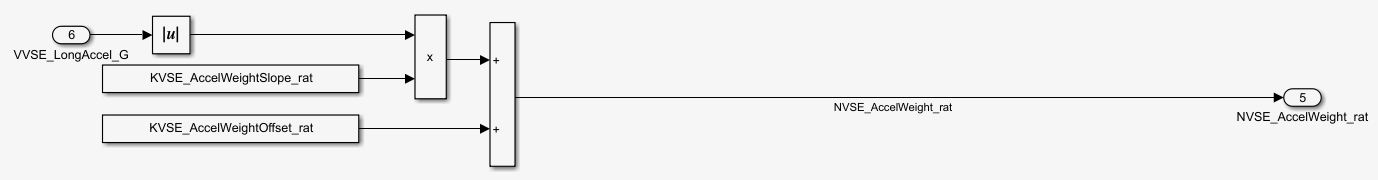 6
VVSE_LongAccel_G
|u|
KVSE_AccelWeightSlope_rat
x
KVSE_AccelWeightOffset_rat
+
+
NVSE_AccelWeight_rat
5
NVSE_AccelWeight_rat